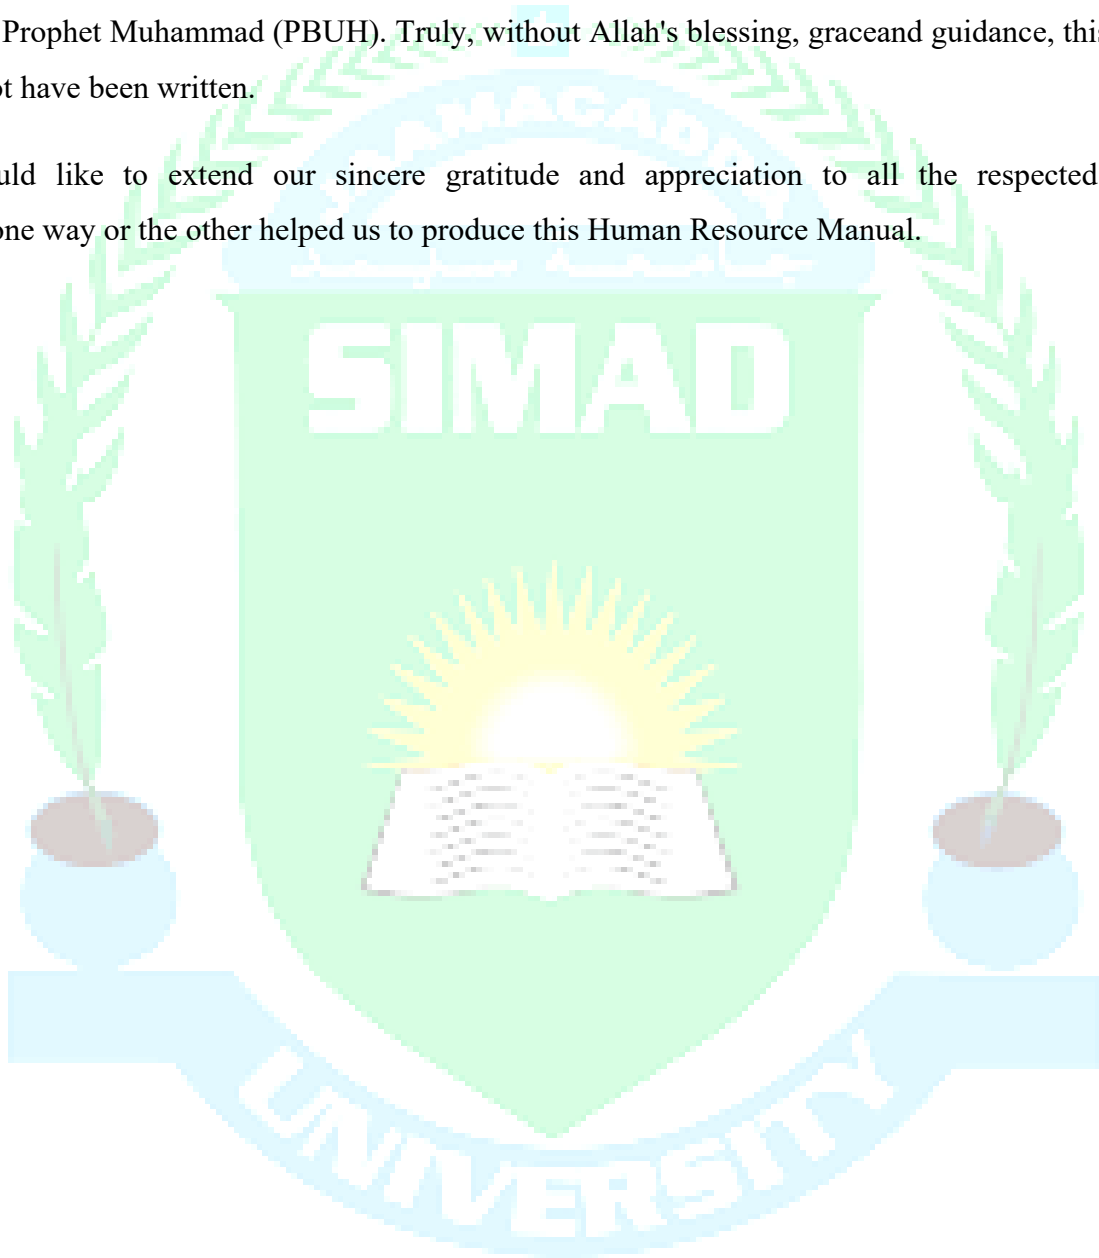 Prophet Muhammad (PBUH). Truly, without Allah's blessing, graceand guidance, this
have been written.
like to extend our sincere gratitude and appreciation to all the respected
one way or the other helped us to produce this Human Resource Manual.
SIMAD
UNIVERSITY